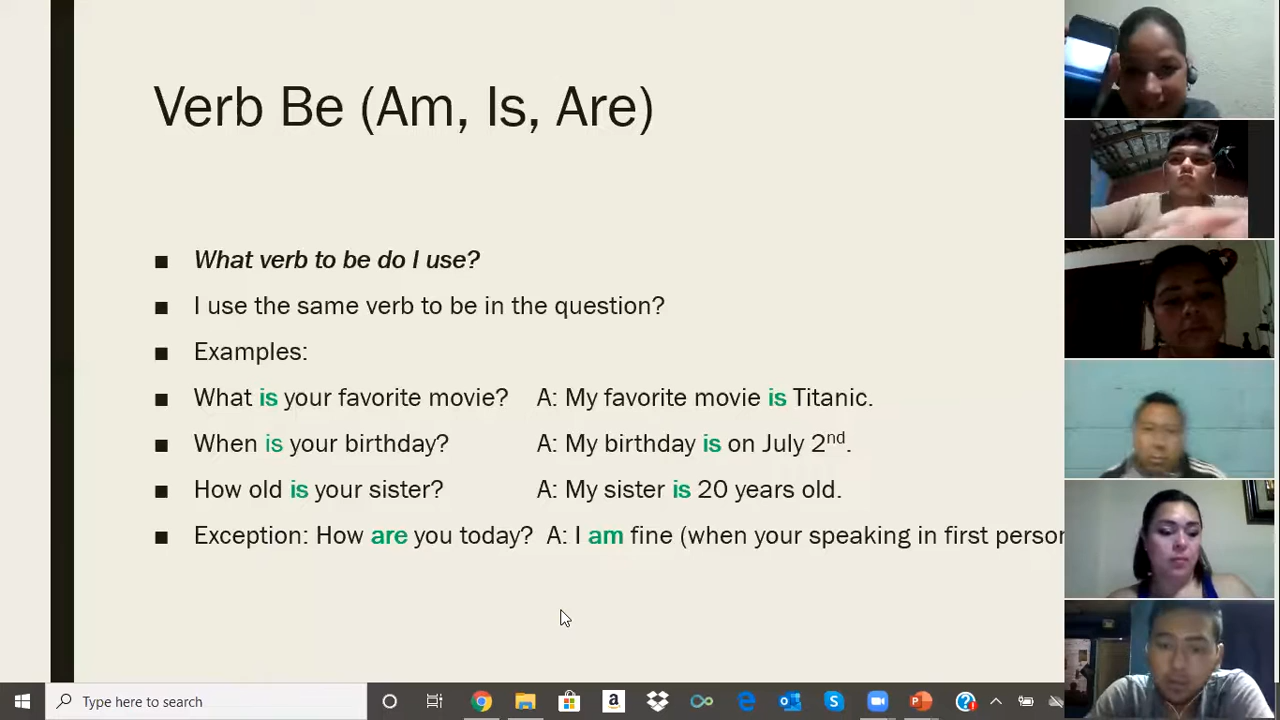 Verb Be (Am, Is, Are)
What verb to be do I use?
I use the same verb to be in the question?
Examples:
What is your favorite movie? A: My favorite movie is Titanic.
When is your birthday? A: My birthday is on July 2nd.
How old is your sister? A: My sister is 20 years old.
Exception: How are you today? A: I am fine (when your speaking in first person
Type here to search